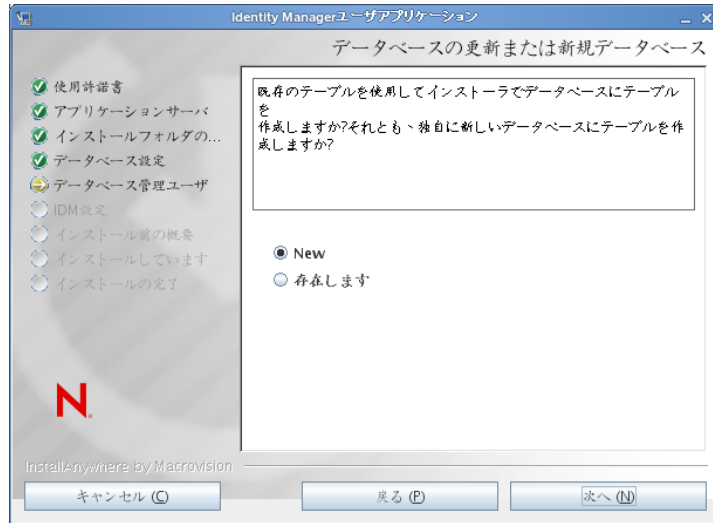 Identity Managerユーザアプリケーション
データベースの更新または新規データベース
使用許諾書
アプリケーションサーバ
インストールフォルダの...
データベース設定
データベース管理ユーザ
IDM設定
インストール前の概要
インストールしています
インストールの完了
既存のテーブルを使用してインストーラでデータベースにテーブル
を
作成しますか?それとも、独自に新しいデータベースにテーブルを作
成しますか?
New
存在します
N.
InstallAnywhere by Macrovision
キャンセル (C)
戻る (P)
次へ (N)